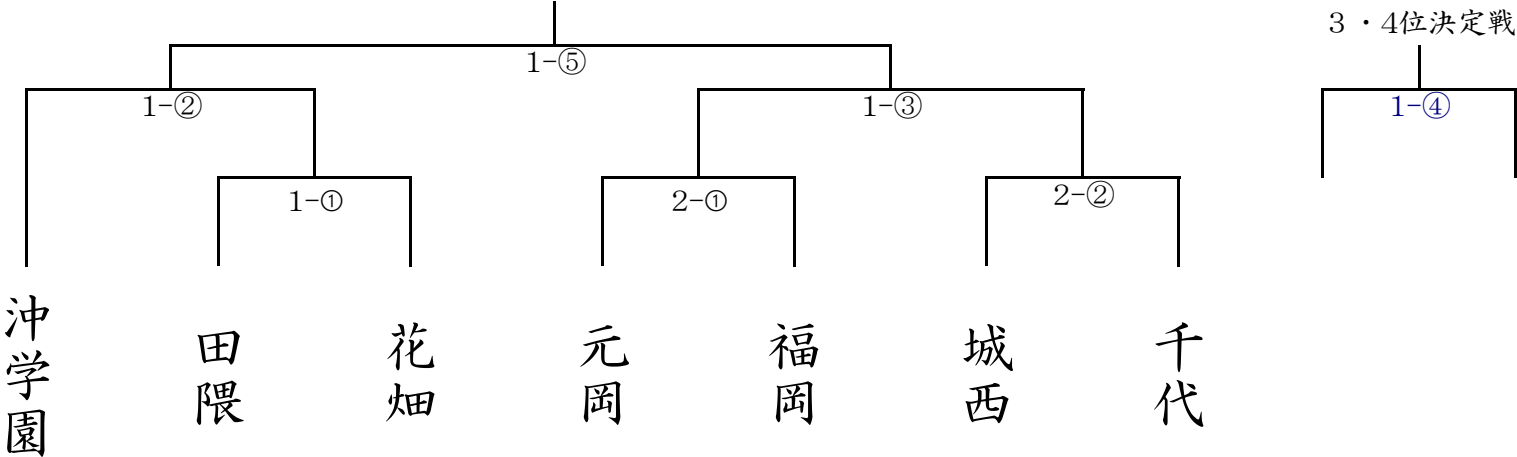 3・4位決定戦
1-⑤
1-②
1-③
1-④
1-①
2-①
2-②
沖学園
田隈
花畑
元岡
福岡
城西
千代